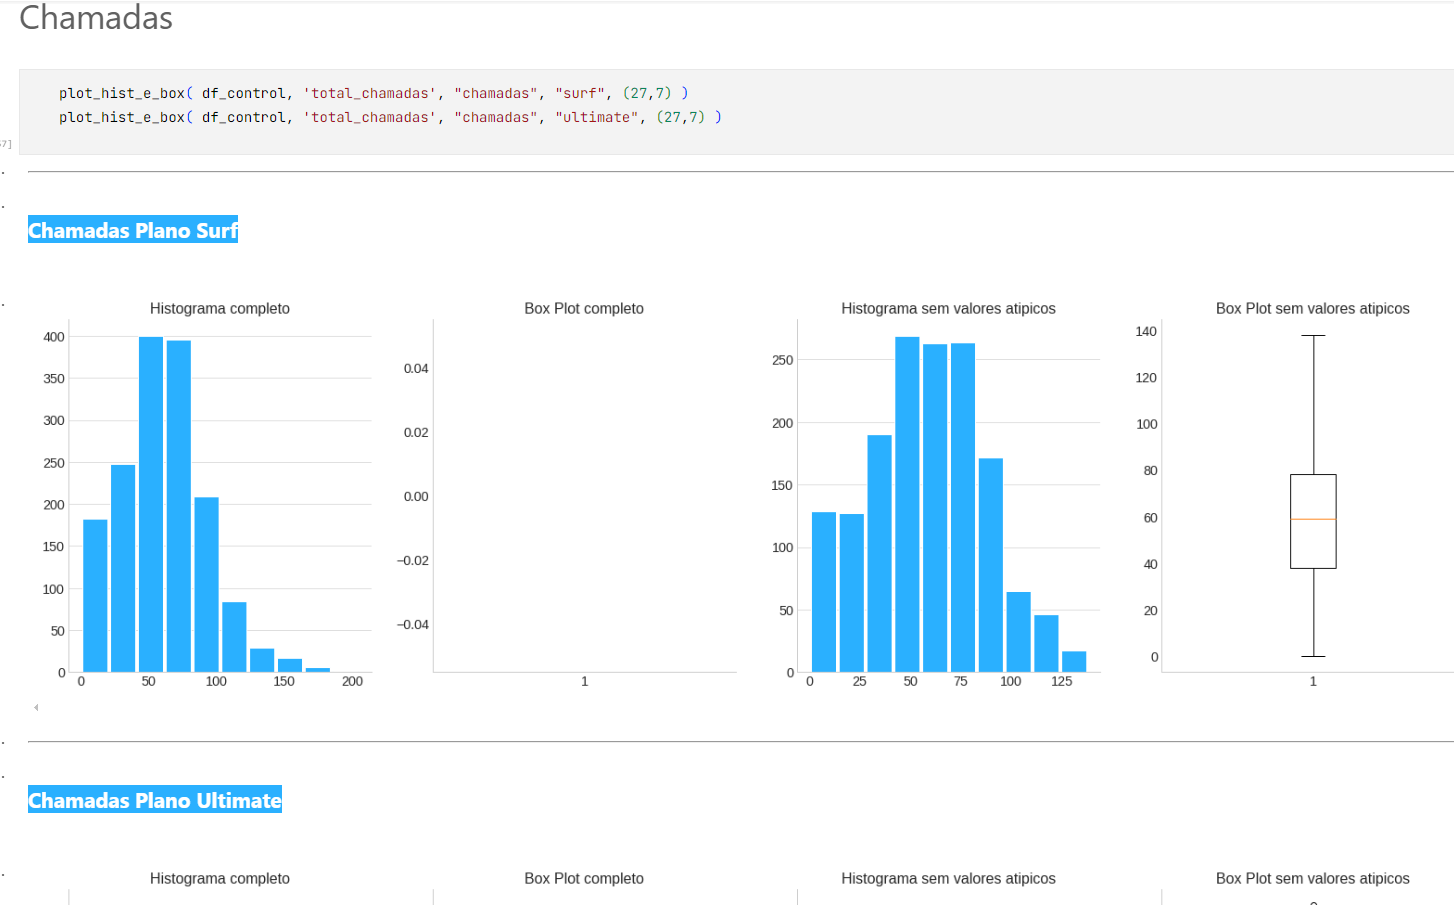 Chamadas
plot_hist_e_box( df_control, 'total_chamadas', "chamadas", "surf", (27,7) )
plot_hist_e_box( df_control, 'total_chamadas', "chamadas", "ultimate", (27,7) )
7]
Chamadas Plano Surf
Histograma completo
400
350
300
250
200
150
100
50
0
0 50 100 150 200
Box Plot completo
0.04
0.02
0.00
−0.02
−0.04
1
Histograma sem valores atipicos
250
200
150
100
50
0
0 25 50 75 100 125
Box Plot sem valores atipicos
140
120
100
80
60
40
20
0
1
Chamadas Plano Ultimate
Histograma completo
Box Plot completo
Histograma sem valores atipicos
Box Plot sem valores atipicos